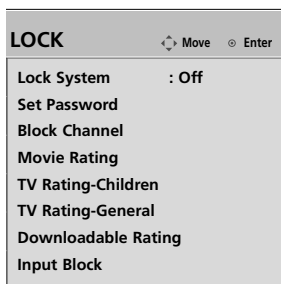 LOCK Move Enter
Lock System : Off
Set Password
Block Channel
Movie Rating
TV Rating-Children
TV Rating-General
Downloadable Rating
Input Block